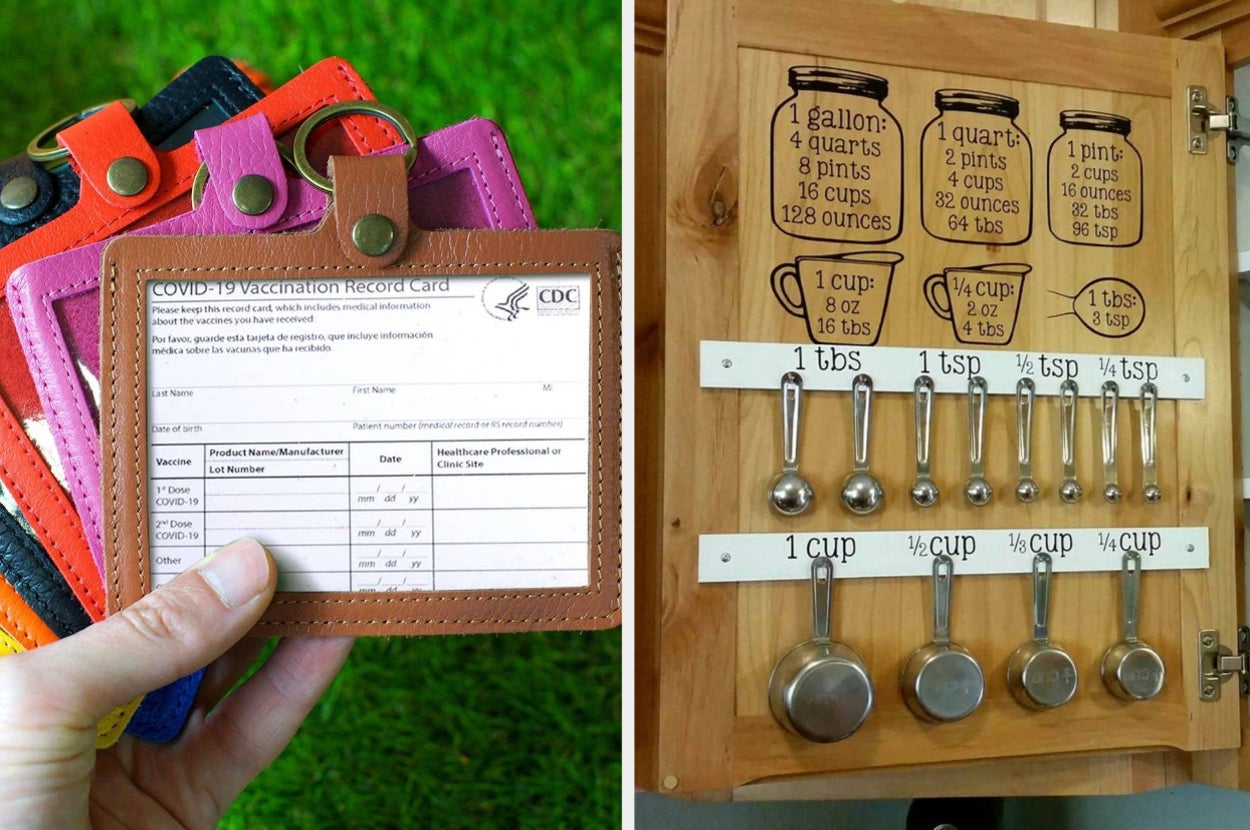 COVID-19 Vaccination Record Card
Please keep this record card, which includes medical information
about the vaccines you have received.
Por favor, guarde esta tarjeta de registro, que incluye información
médica sobre las vacunas que ha recibido.
CDC
Last Name
First Name
MI
Date of birth
Patient number (medical record or IIS record number)
Vaccine
Product Name/Manufacturer
Lot Number
Date
Healthcare Professional or
Clinic Site
1st Dose
COVID-19
mm dd yy
2nd Dose
COVID-19
mm dd yy
Other
mm dd yy
1 gallon:
4 quarts
8 pints
16 cups
128 ounces
1 quart:
2 pints
4 cups
32 ounces
64 tbs
1 pint:
2 cups
16 ounces
32 tbs
96 tsp
1 cup:
8 oz
16 tbs
1/4 cup:
2 oz
4 tbs
1 tbs:
3 tsp
1 tbs 1 tsp 1/2 tsp 1/4 tsp
1 cup 1/2 cup 1/3 cup 1/4 cup